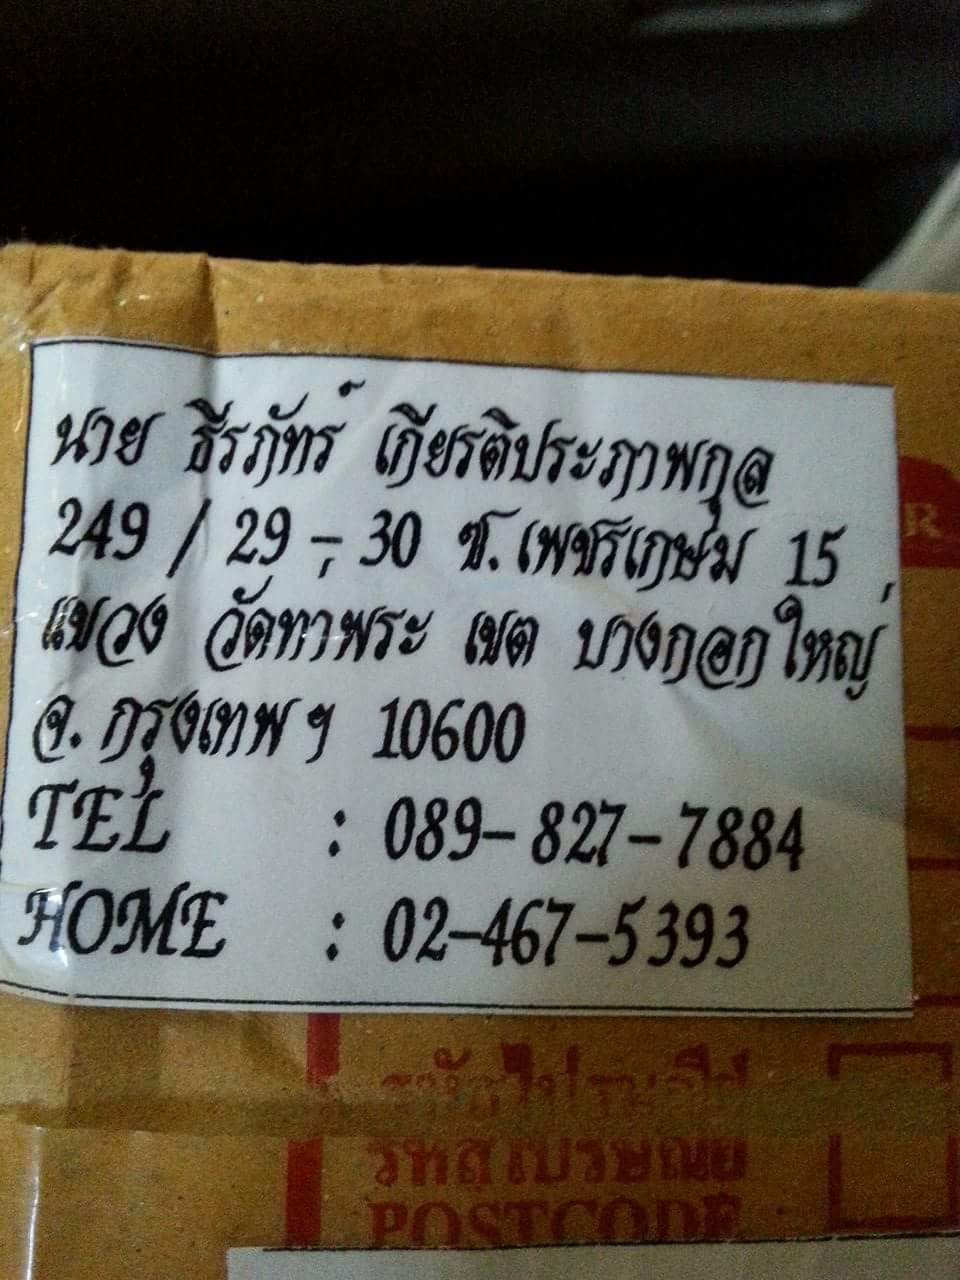 นาย ธีรภัทร์ เกียรติประภาพกุล
249 / 29 - 30 ซ. เพชรเกษม 15
แขวง วัดท่าพระ เขต บางกอกใหญ่
จ. กรุงเทพฯ 10600
TEL : 089-827-7884
HOME : 02-467-5393
รหัสไปรษณีย์
POSTCODE